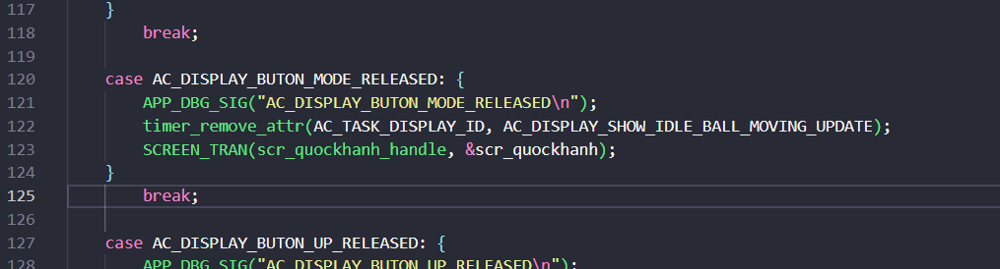 117 }
118 break;
119
120 case AC_DISPLAY_BUTON_MODE_RELEASED: {
121 APP_DBG_SIG("AC_DISPLAY_BUTON_MODE_RELEASED\n");
122 timer_remove_attr(AC_TASK_DISPLAY_ID, AC_DISPLAY_SHOW_IDLE_BALL_MOVING_UPDATE);
123 SCREEN_TRAN(scr_quockhanh_handle, &scr_quockhanh);
124 }
125 break;
126
127 case AC_DISPLAY_BUTON_UP_RELEASED: {
128 APP_DBG_SIG("AC_DISPLAY_BUTON_UP_RELEASED\n");